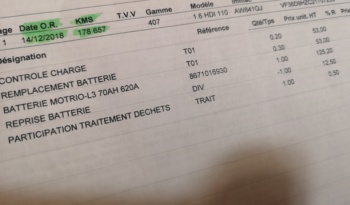 Date O.R. KMS T.V.V Gamme Modèle
1 14/12/2018 178 657 407 1.6 HDI 110
Désignation Référence Qté/Tps Prix unit. HT % R Prix
CONTROLE CHARGE T01 0.20 53,00
REMPLACEMENT BATTERIE T01 0.30 53,00
BATTERIE MOTRIO-L3 70AH 620A 8671016930 1.00
REPRISE BATTERIE DIV -1.00 12,50
PARTICIPATION TRAITEMENT DECHETS TRAIT 1.00 0,50